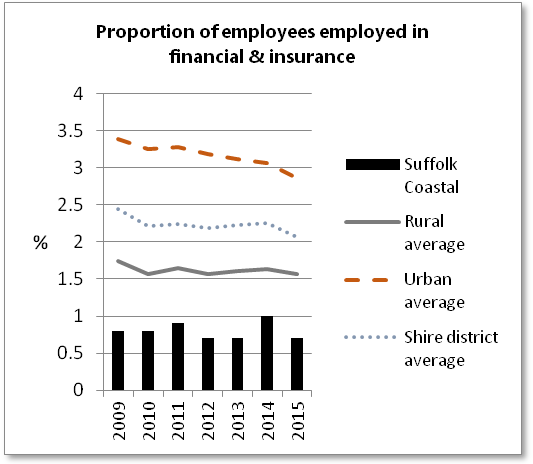 Proportion of employees employed in
financial & insurance
4
3.5
3
2.5
2
1.5
1
0.5
0
%
2009
2010
2011
2012
2013
2014
2015
Suffolk
Coastal
Rural
average
Urban
average
Shire district
average